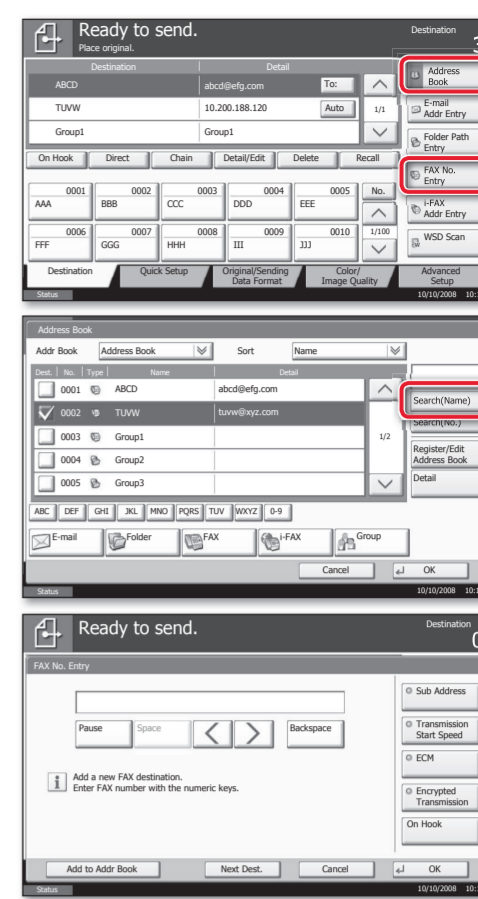 Ready to send.
Destination
Place original.
Destination Detail
Address
Book
ABCD abcd@efg.com To:
TUVW 10.200.188.120 Auto 1/1
E-mail
Addr Entry
Group1 Group1
Folder Path
Entry
On Hook Direct Chain Detail/Edit Delete Recall
FAX No.
Entry
0001 0002 0003 0004 0005 No.
AAA BBB CCC DDD EEE
i-FAX
Addr Entry
0006 0007 0008 0009 0010 1/100
FFF GGG HHH III JJJ
WSD Scan
Destination Quick Setup Original/Sending
Data Format Color/
Image Quality Advanced
Setup
Status 10/10/2008
Address Book
Addr Book Address Book Sort Name
Dest. No. Type Name Detail
0001 ABCD abcd@efg.com
Search(Name)
0002 TUVW tuvw@xyz.com
Search(No.)
0003 Group1 1/2
Register/Edit
Address Book
0004 Group2
0005 Group3
Detail
ABC DEF GHI JKL MNO PQRS TUV WXYZ 0-9
E-mail Folder FAX i-FAX Group
Cancel OK
Status 10/10/2008
Ready to send.
Destination
FAX No. Entry
Sub Address
Pause Space Backspace
Transmission
Start Speed
ECM
Add a new FAX destination.
Enter FAX number with the numeric keys.
Encrypted
Transmission
On Hook
Add to Addr Book Next Dest. Cancel OK
Status 10/10/2008